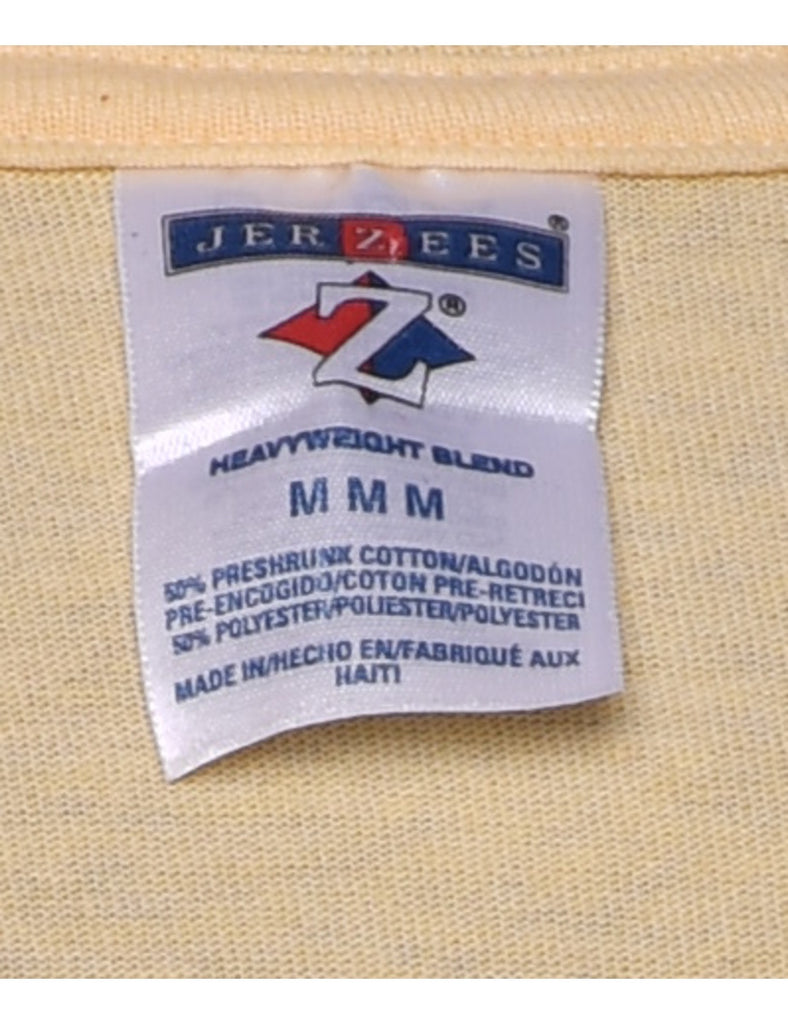 JERZEES®
Z®
HEAVYWEIGHT BLEND
M M M
50% PRESHRUNK COTTON/ALGODÓN
PRE-ENCOGIDO/COTON PRE-RETRECI
50% POLYESTER/POLIESTER/POLYESTER
MADE IN/HECHO EN/FABRIQUÉ AUX
HAITI